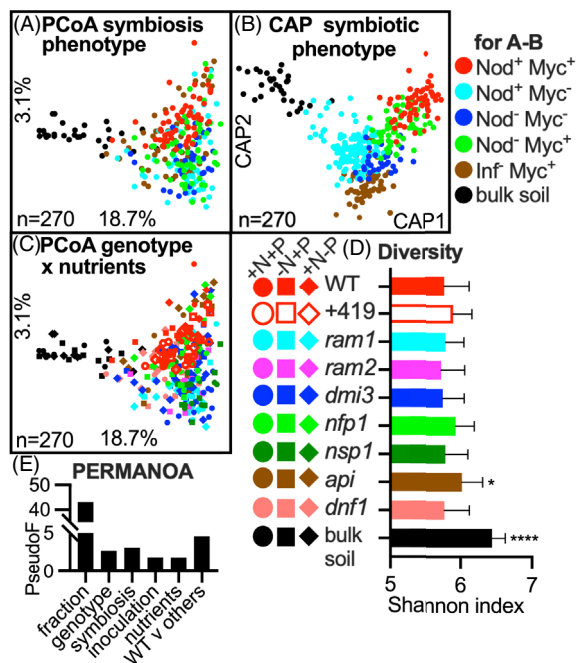 (A) PCoA symbiosis
phenotype
3.1%
n=270 18.7%
(B) CAP symbiotic
phenotype
CAP2
n=270 CAP1
for A-B
Nod+ Myc+
Nod+ Myc-
Nod- Myc-
Nod- Myc+
Inf- Myc+
bulk soil
(C) PCoA genotype
x nutrients
3.1%
n=270 18.7%
+N+P
-N+P
+N-P
WT
+419
ram1
ram2
dmi3
nfp1
nsp1
api
dnf1
bulk
soil
(D) Diversity
*
****
5 6 7
Shannon index
(E) PERMANOA
50
40
5
0
PseudoF
fraction
genotype
symbiosis
inoculation
nutrients
WT v others